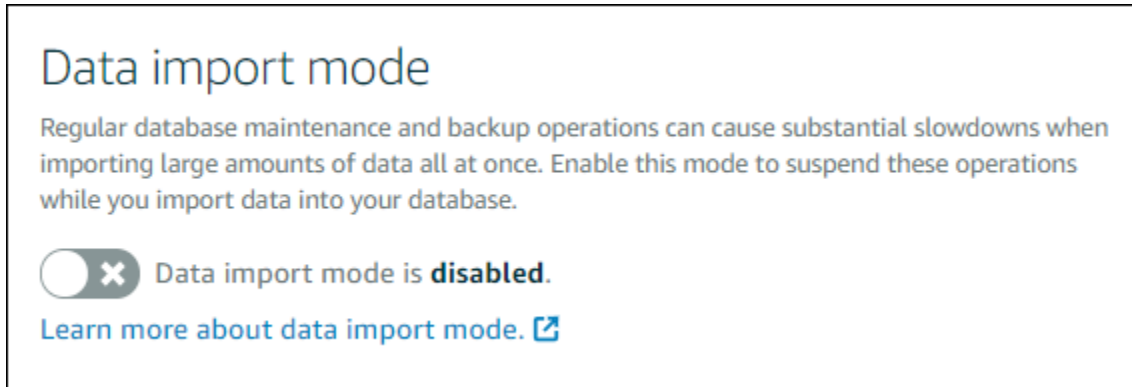 Data import mode
Regular database maintenance and backup operations can cause substantial slowdowns when
importing large amounts of data all at once. Enable this mode to suspend these operations
while you import data into your database.
Data import mode is disabled.
Learn more about data import mode.